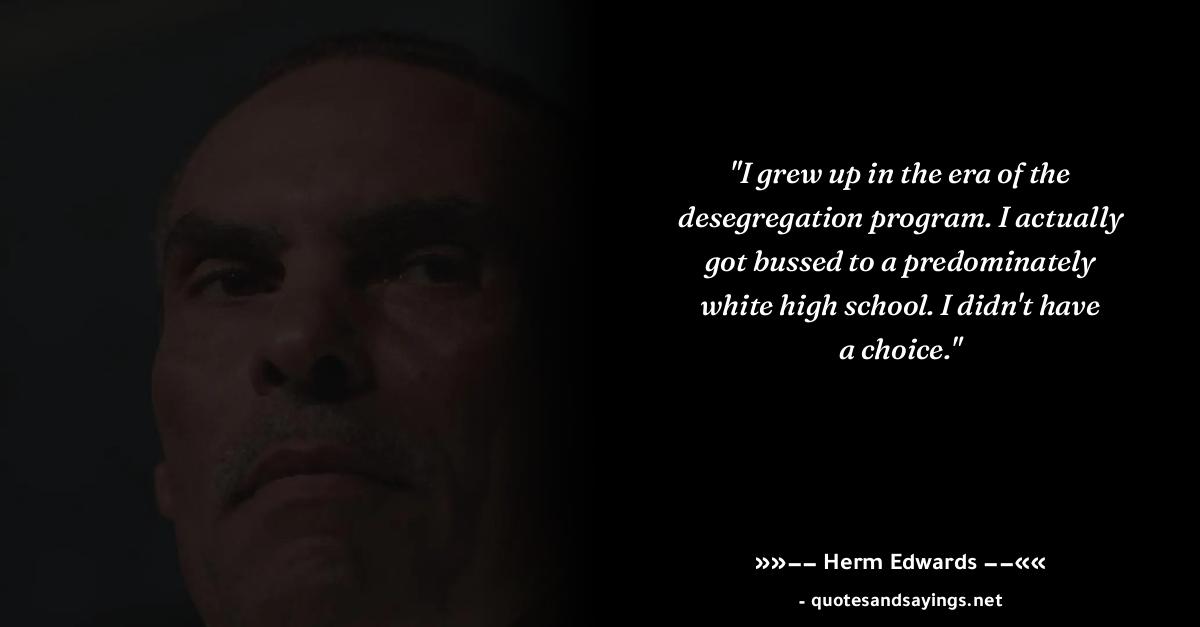 "I grew up in the era of the
desegregation program. I actually
got bussed to a predominately
white high school. I didn't have
a choice."
»»−− Herm Edwards −−««
- quotesandsayings.net